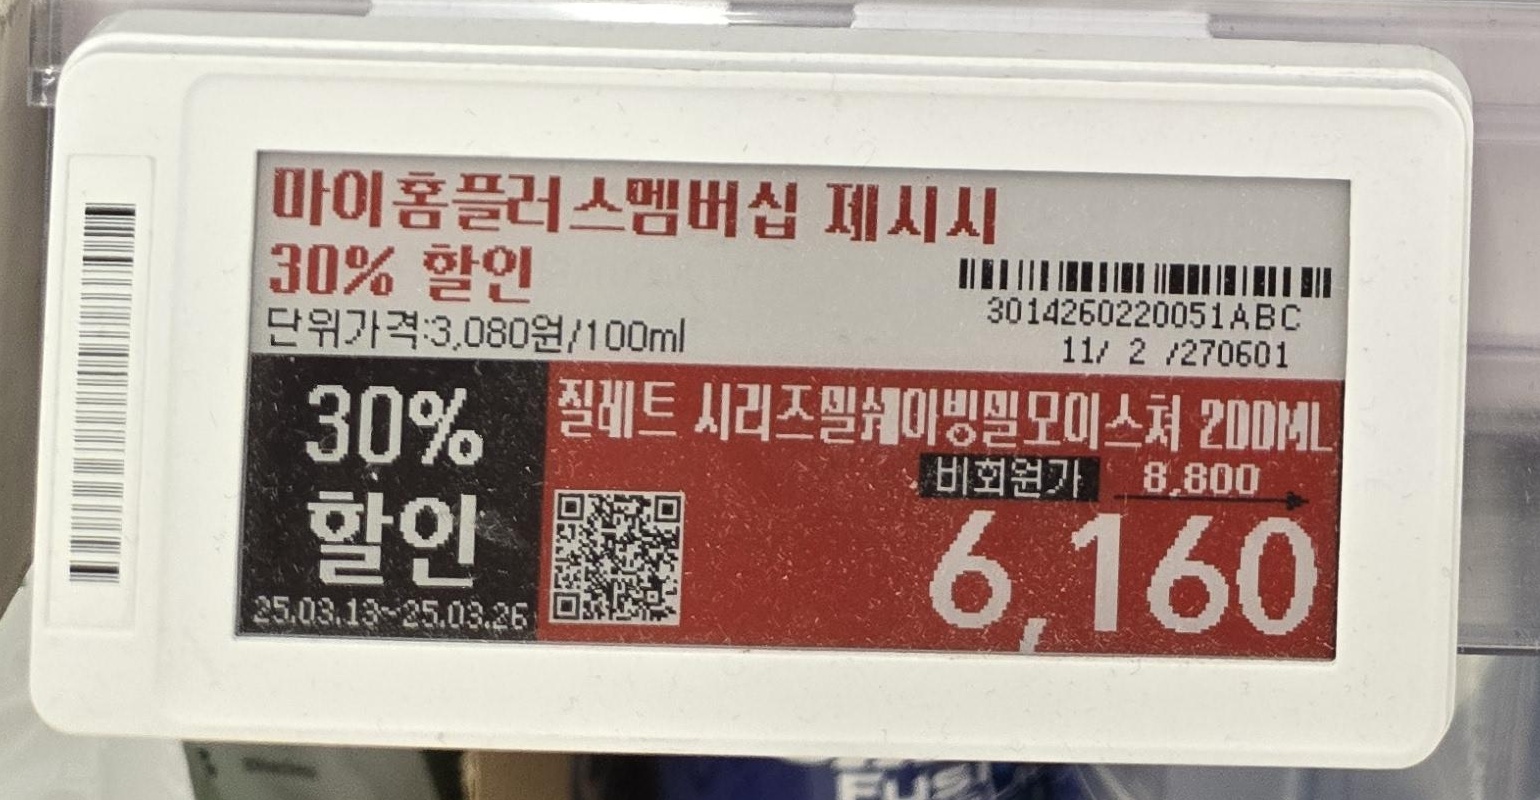 마이홈플러스멤버십 제시시
30% 할인
단위가격:3,080원/100ml
3014260220051ABC
11/ 2 /270601
30%
할인
25.03.13~25.03.26
질레트 시리즈쉘쉐이빙젤모이스쳐 200ML
비회원가 8,800
6,160
Fusi